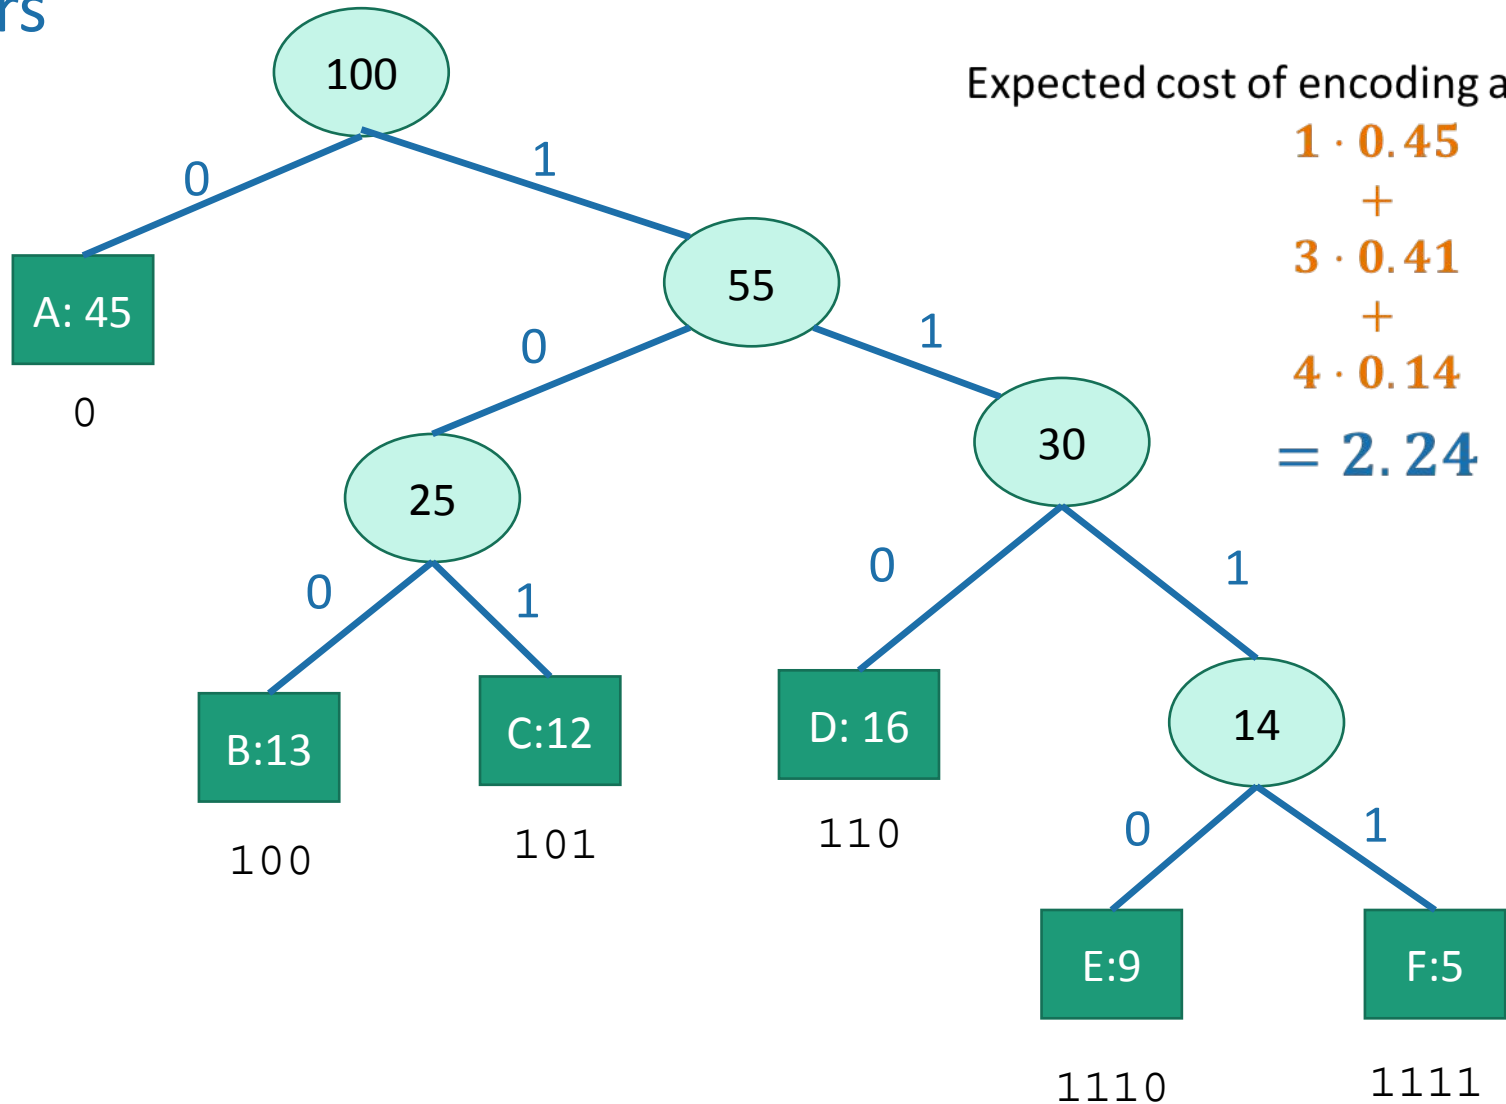 rs
100
Expected cost of encoding a
1 · 0.45
+
3 · 0.41
+
4 · 0.14
= 2.24
0
1
A: 45
0
55
0
1
25
30
0
1
0
1
B:13
C:12
D: 16
14
100
101
110
0
1
E:9
F:5
1110
1111